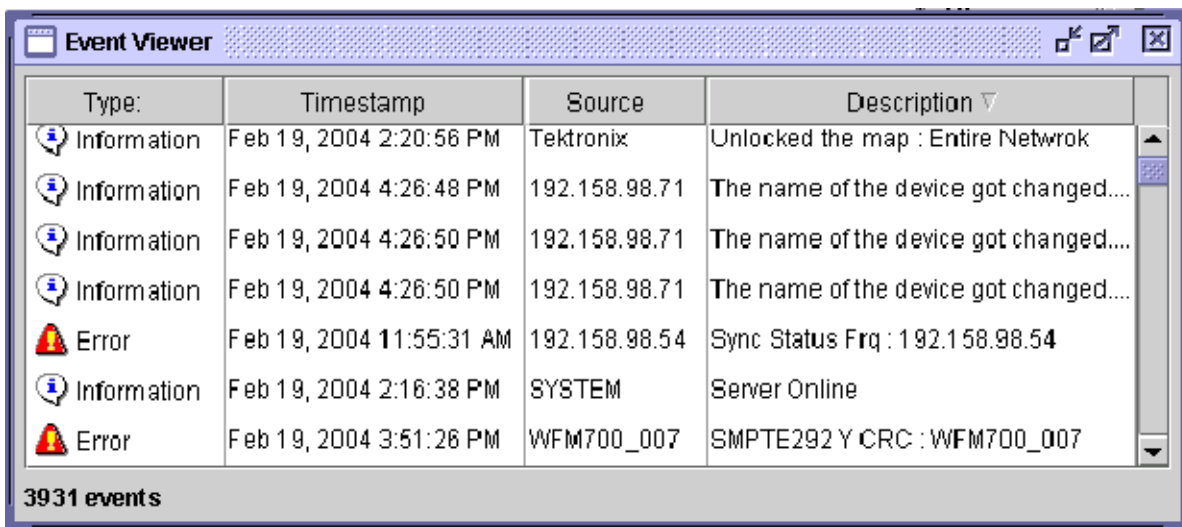 Event Viewer
Type: Timestamp Source Description
Information Feb 19, 2004 2:20:56 PM Tektronix Unlocked the map : Entire Netwrok
Information Feb 19, 2004 4:26:48 PM 192.158.98.71 The name of the device got changed....
Information Feb 19, 2004 4:26:50 PM 192.158.98.71 The name of the device got changed....
Information Feb 19, 2004 4:26:50 PM 192.158.98.71 The name of the device got changed....
Error Feb 19, 2004 11:55:31 AM 192.158.98.54 Sync Status Frq : 192.158.98.54
Information Feb 19, 2004 2:16:38 PM SYSTEM Server Online
Error Feb 19, 2004 3:51:26 PM WFM700_007 SMPTE292 Y CRC : WFM700_007
3931 events